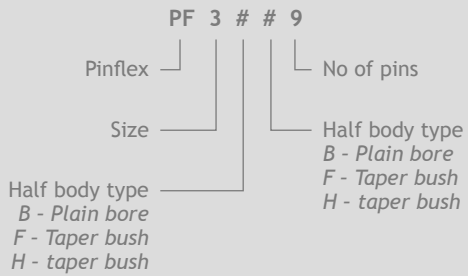 PF 3 # # 9
Pinflex
No of pins
Size
Half body type
B - Plain bore
F - Taper bush
H - taper bush
Half body type
B - Plain bore
F - Taper bush
H - taper bush